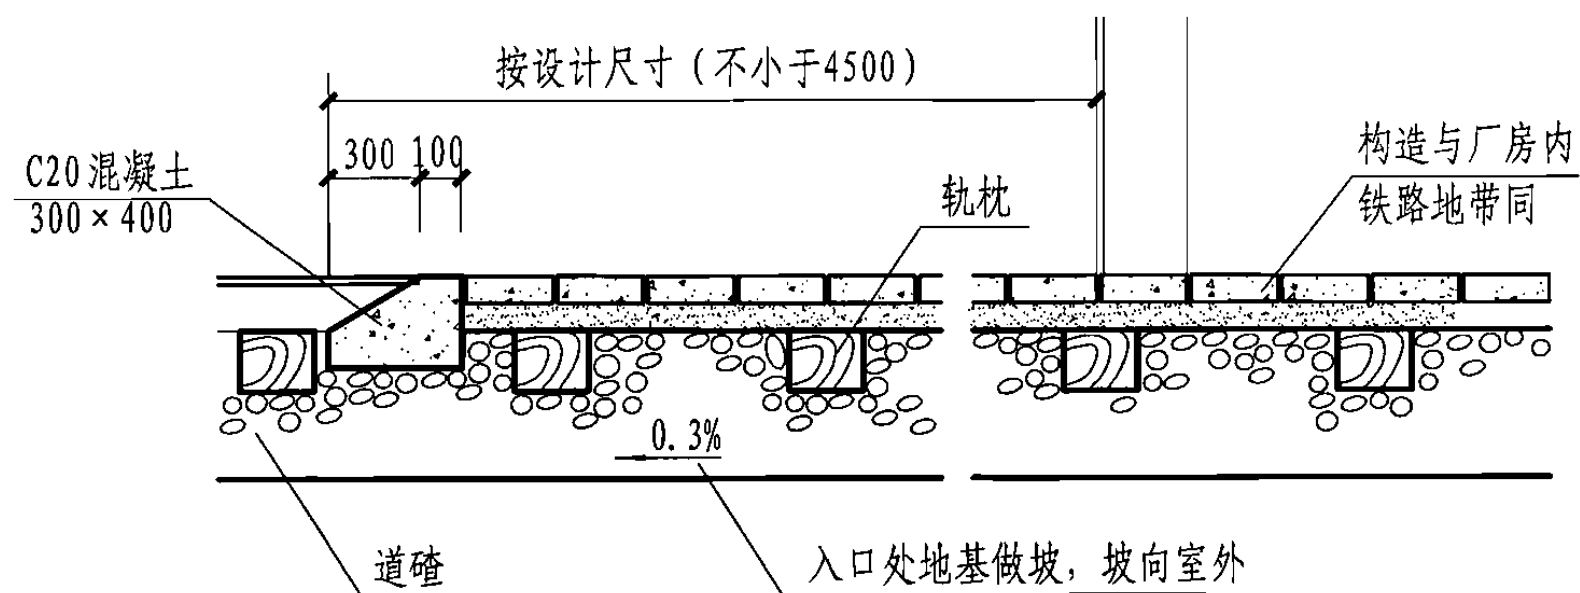 按设计尺寸（不小于4500）
300 100
C20混凝土
300×400
轨枕
构造与厂房内
铁路地带同
0.3%
道碴
入口处地基做坡，坡向室外